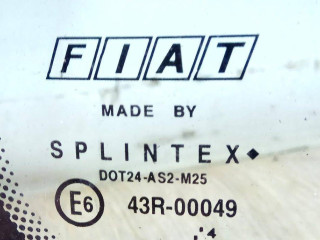 FIAT
MADE BY
SPLINTEX◆
DOT24-AS2-M25
E6 43R-00049